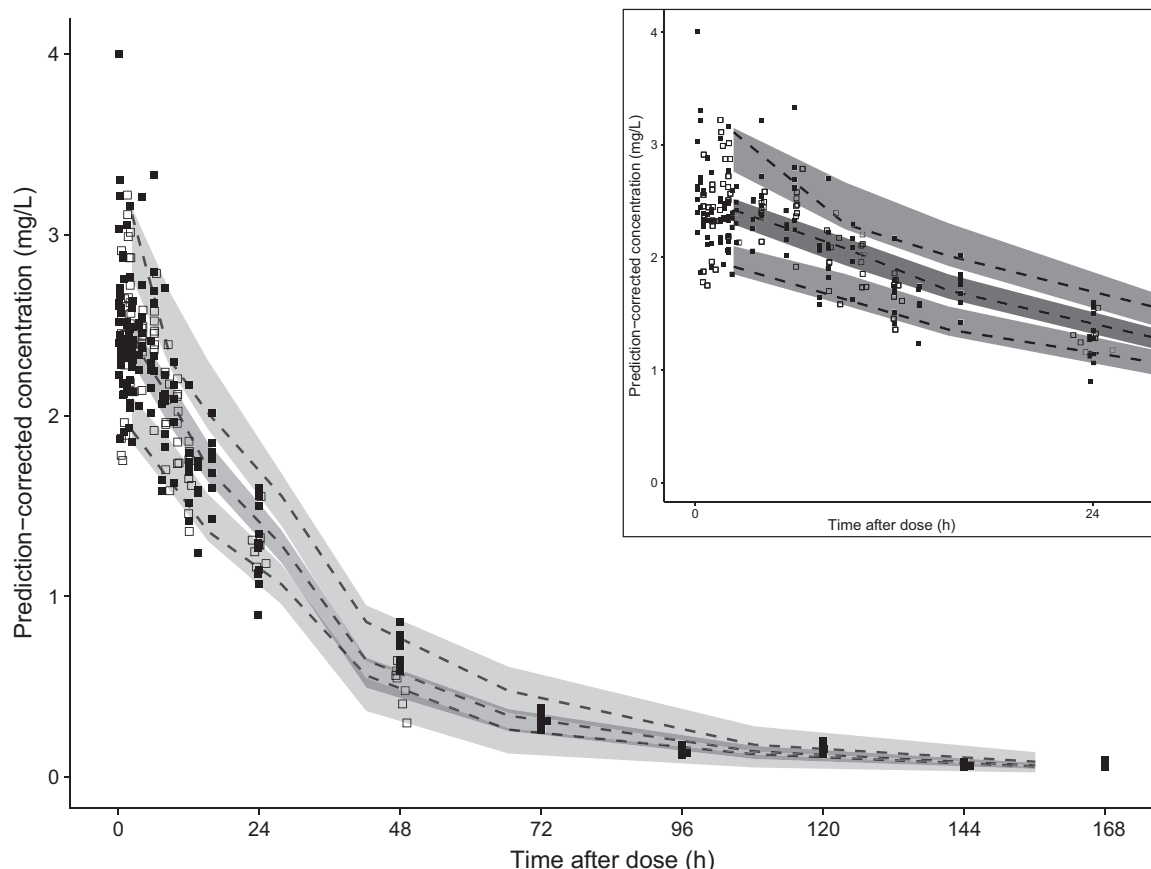 Prediction−corrected concentration (mg/L)
4
3
2
1
0
0 24 48 72 96 120 144 168
Time after dose (h)
Prediction−corrected concentration (mg/L)
4
3
2
1
0
0 24
Time after dose (h)